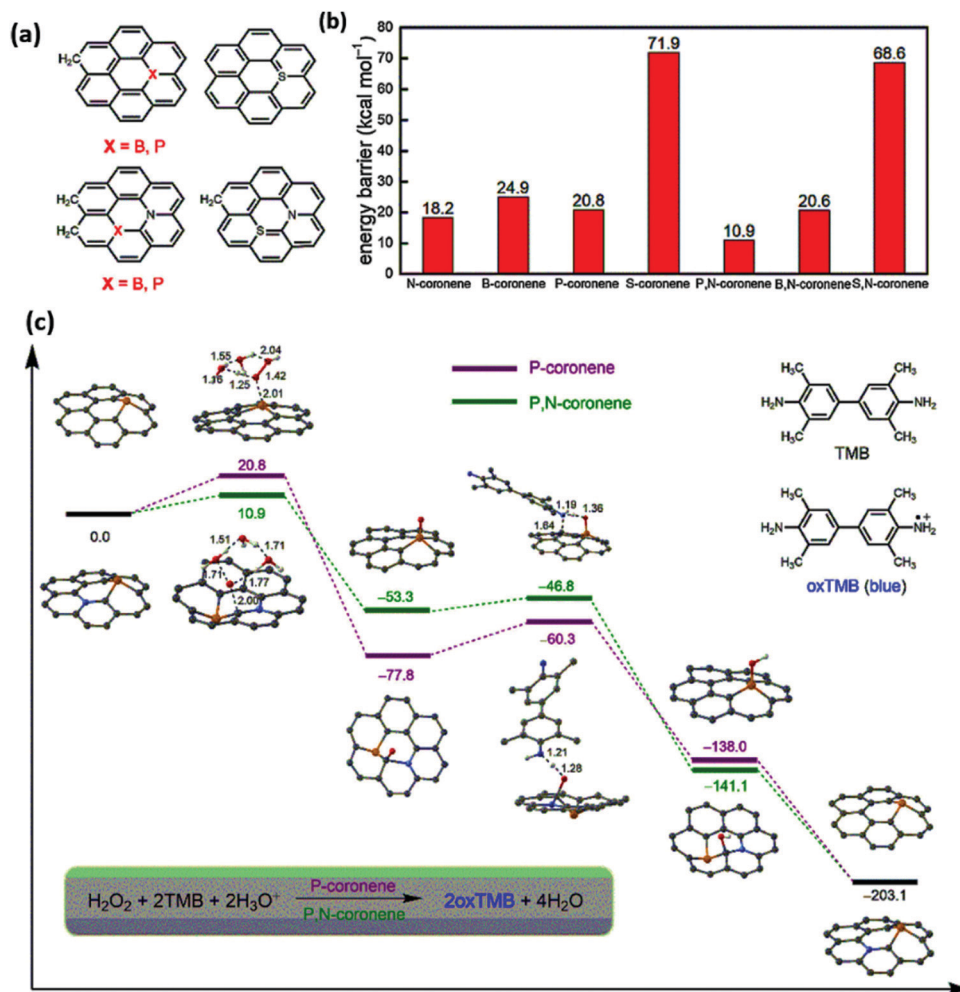 (a)
H₂C
X
S
X = B, P
H₂C
N
H₂C
X
H₂C
N
S
X = B, P
(b)
energy barrier (kcal mol⁻¹)
80
70
60
50
40
30
20
10
0
18.2
24.9
20.8
71.9
10.9
20.6
68.6
N-coronene B-coronene P-coronene S-coronene P,N-coronene B,N-coronene S,N-coronene
(c)
P-coronene
P,N-coronene
1.55
2.04
1.16
1.25
1.42
2.01
20.8
10.9
0.0
1.51
1.71
1.71
1.77
2.00
−53.3
−77.8
1.19
1.36
1.64
−46.8
−60.3
1.21
1.28
−138.0
−141.1
−203.1
CH₃
CH₃
H₂N
NH₂
H₃C
CH₃
TMB
CH₃
CH₃
H₂N
NH₂
•+
H₃C
CH₃
oxTMB (blue)
P-coronene
H₂O₂ + 2TMB + 2H₃O⁺ → 2oxTMB + 4H₂O
P,N-coronene